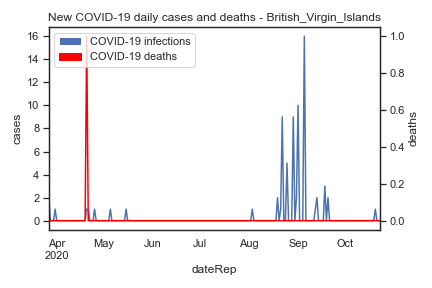 New COVID-19 daily cases and deaths - British_Virgin_Islands
COVID-19 infections
COVID-19 deaths
16
14
12
10
8
6
4
2
0
cases
1.0
0.8
0.6
0.4
0.2
0.0
deaths
Apr May Jun Jul Aug Sep Oct
2020
dateRep